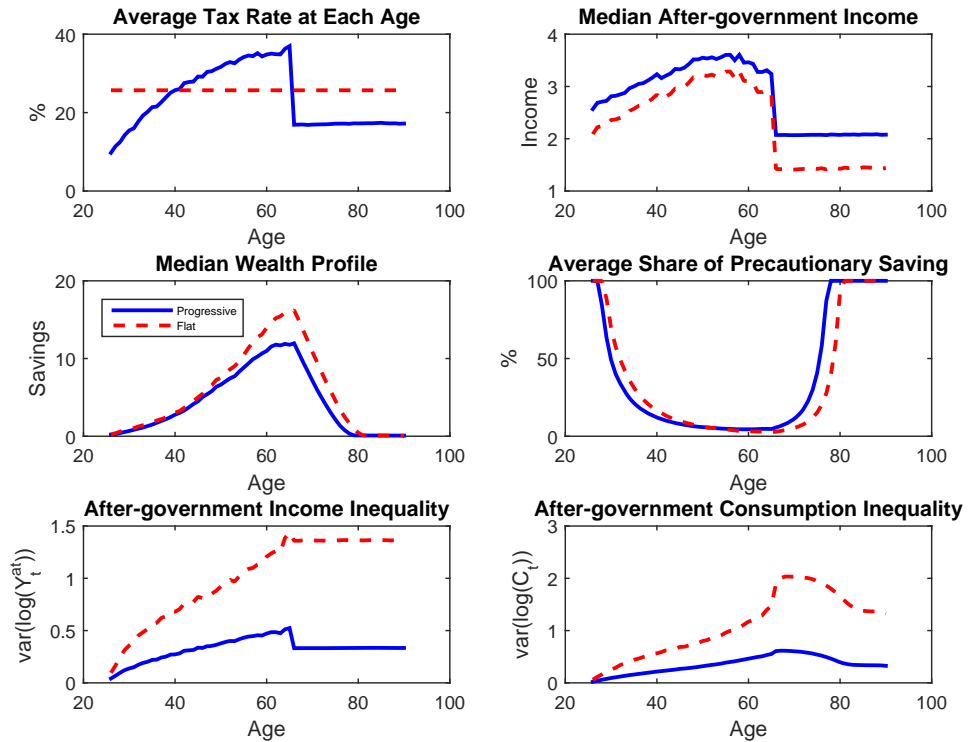 Average Tax Rate at Each Age
40
20
0
%
20 40 60 80 100
Age
Median After-government Income
4
3
2
1
Income
20 40 60 80 100
Age
Median Wealth Profile
20
10
0
Savings
Progressive
Flat
20 40 60 80 100
Age
Average Share of Precautionary Saving
100
50
0
%
20 40 60 80 100
Age
After-government Income Inequality
1.5
1
0.5
0
var(log(Y_t^at))
20 40 60 80 100
Age
After-government Consumption Inequality
3
2
1
0
var(log(C_t))
20 40 60 80 100
Age